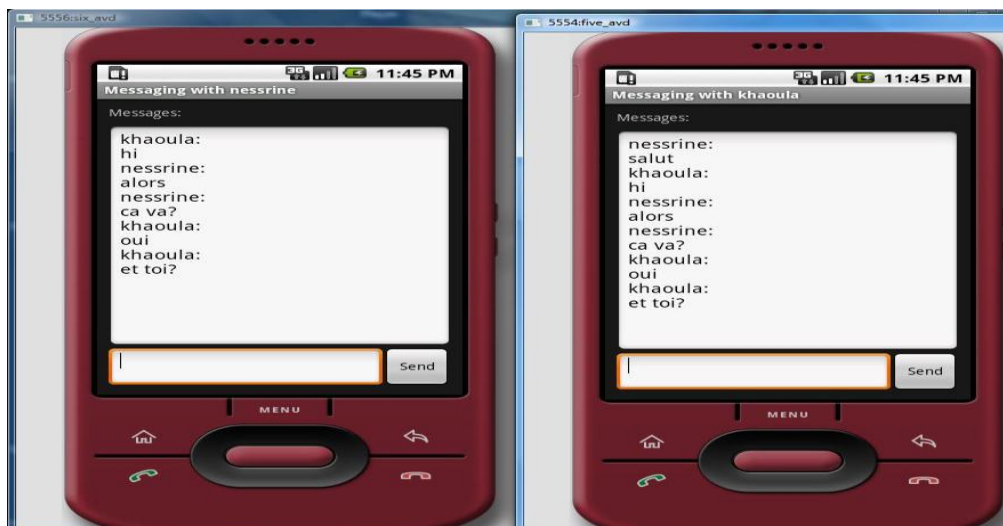 5556:six_avd
3G
11:45 PM
Messaging with nessrine
Messages:
khaoula:
hi
nessrine:
alors
nessrine:
ca va?
khaoula:
oui
khaoula:
et toi?
Send
MENU
5554:five_avd
3G
11:45 PM
Messaging with khaoula
Messages:
nessrine:
salut
khaoula:
hi
nessrine:
alors
nessrine:
ca va?
khaoula:
oui
khaoula:
et toi?
Send
MENU